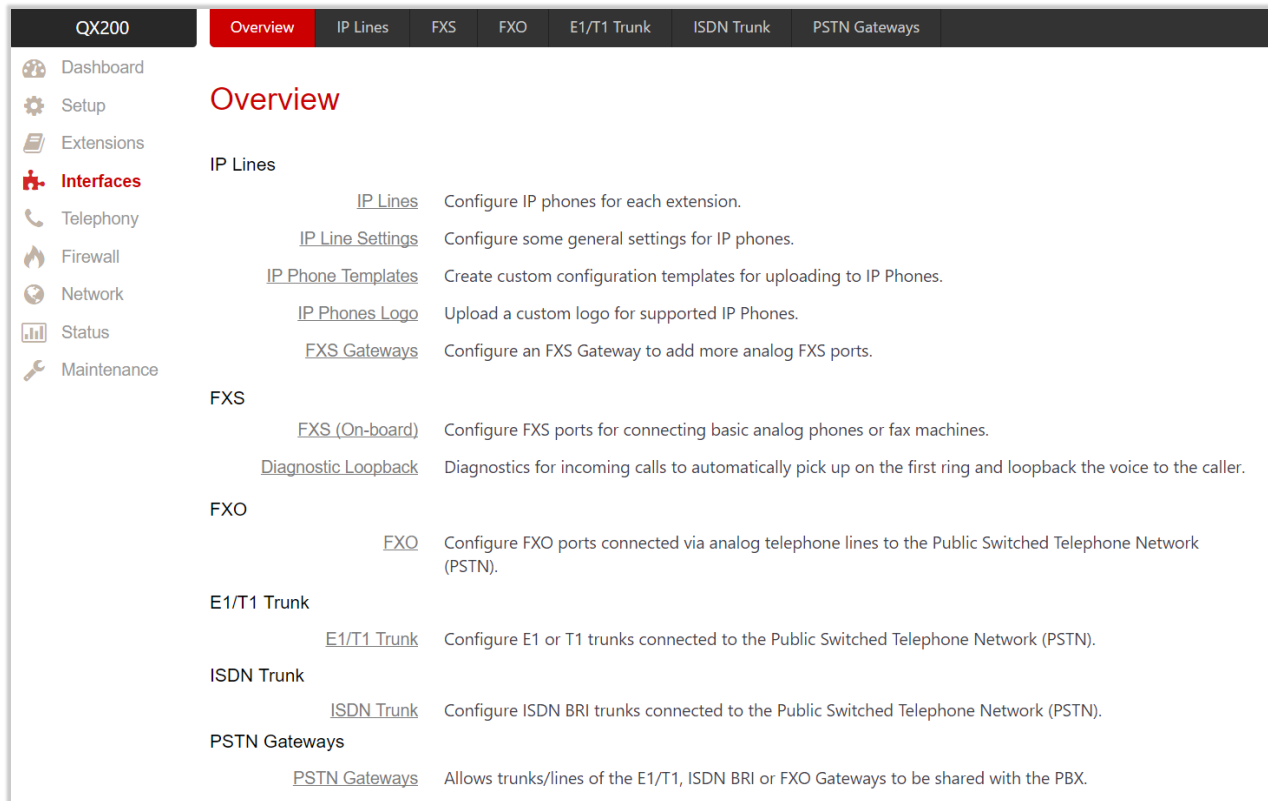 QX200
Overview IP Lines FXS FXO E1/T1 Trunk ISDN Trunk PSTN Gateways
Dashboard
Setup
Extensions
Interfaces
Telephony
Firewall
Network
Status
Maintenance
Overview
IP Lines
IP Lines Configure IP phones for each extension.
IP Line Settings Configure some general settings for IP phones.
IP Phone Templates Create custom configuration templates for uploading to IP Phones.
IP Phones Logo Upload a custom logo for supported IP Phones.
FXS Gateways Configure an FXS Gateway to add more analog FXS ports.
FXS
FXS (On-board) Configure FXS ports for connecting basic analog phones or fax machines.
Diagnostic Loopback Diagnostics for incoming calls to automatically pick up on the first ring and loopback the voice to the caller.
FXO
FXO Configure FXO ports connected via analog telephone lines to the Public Switched Telephone Network
(PSTN).
E1/T1 Trunk
E1/T1 Trunk Configure E1 or T1 trunks connected to the Public Switched Telephone Network (PSTN).
ISDN Trunk
ISDN Trunk Configure ISDN BRI trunks connected to the Public Switched Telephone Network (PSTN).
PSTN Gateways
PSTN Gateways Allows trunks/lines of the E1/T1, ISDN BRI or FXO Gateways to be shared with the PBX.